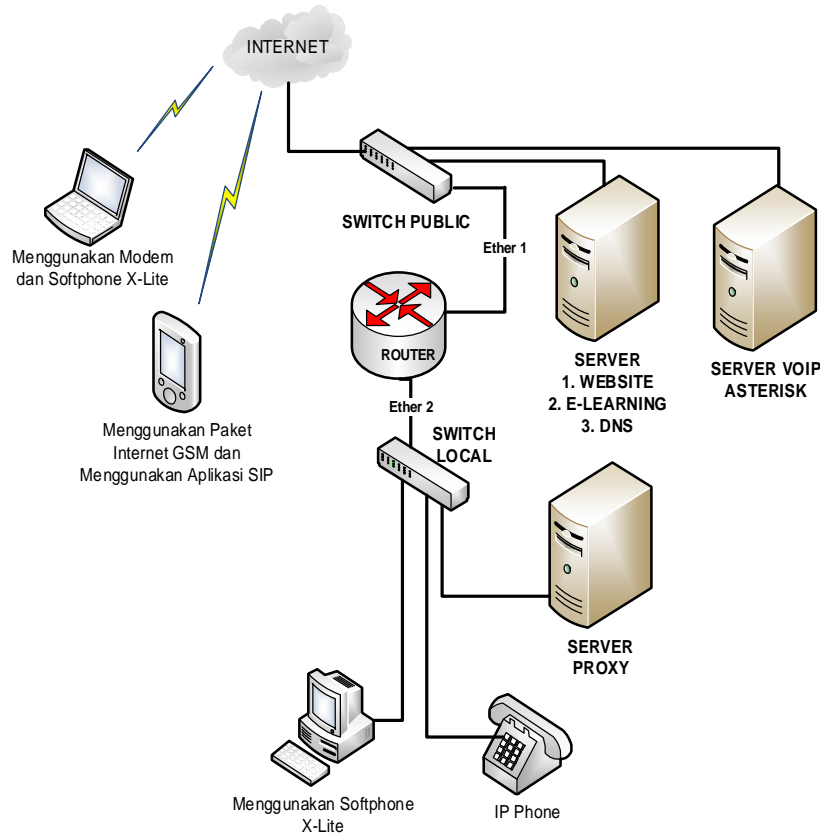 INTERNET
SWITCH PUBLIC
Ether 1
Menggunakan Modem
dan Softphone X-Lite
ROUTER
SERVER
1. WEBSITE
2. E-LEARNING
3. DNS
SERVER VOIP
ASTERISK
Ether 2
Menggunakan Paket
Internet GSM dan
Menggunakan Aplikasi SIP
SWITCH
LOCAL
SERVER
PROXY
Menggunakan Softphone
X-Lite
IP Phone